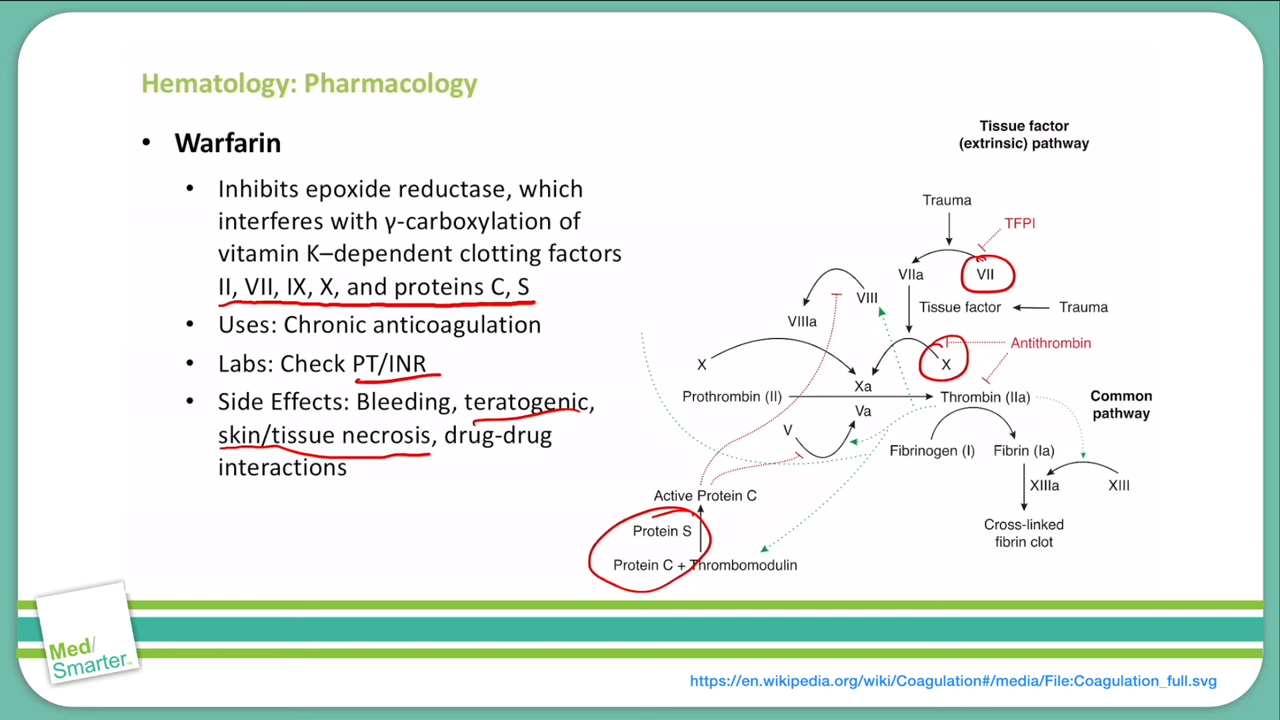 Hematology: Pharmacology
• Warfarin
• Inhibits epoxide reductase, which
interferes with γ-carboxylation of
vitamin K–dependent clotting factors
II, VII, IX, X, and proteins C, S
• Uses: Chronic anticoagulation
• Labs: Check PT/INR
• Side Effects: Bleeding, teratogenic,
skin/tissue necrosis, drug-drug
interactions
Tissue factor
(extrinsic) pathway
Trauma
TFPI
VIIa
VII
VIII
Tissue factor
Trauma
VIIIa
Antithrombin
X
X
Xa
Prothrombin (II)
Thrombin (IIa)
Common
pathway
Va
V
Fibrinogen (I)
Fibrin (Ia)
XIIIa
XIII
Active Protein C
Cross-linked
fibrin clot
Protein S
Protein C + Thrombomodulin
Med/
Smarter™
https://en.wikipedia.org/wiki/Coagulation#/media/File:Coagulation_full.svg